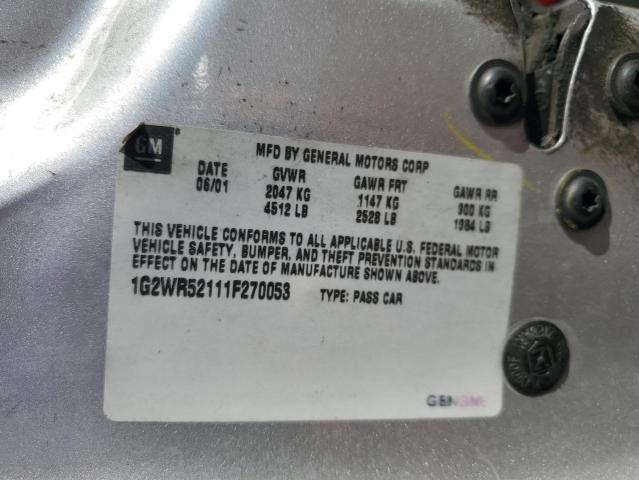 GM
MFD BY GENERAL MOTORS CORP
DATE GVWR GAWR FRT GAWR RR
06/01 2047 KG 1147 KG 900 KG
4512 LB 2528 LB 1984 LB
THIS VEHICLE CONFORMS TO ALL APPLICABLE U.S. FEDERAL MOTOR
VEHICLE SAFETY, BUMPER, AND THEFT PREVENTION STANDARDS IN
EFFECT ON THE DATE OF MANUFACTURE SHOWN ABOVE.
1G2WR52111F270053 TYPE: PASS CAR